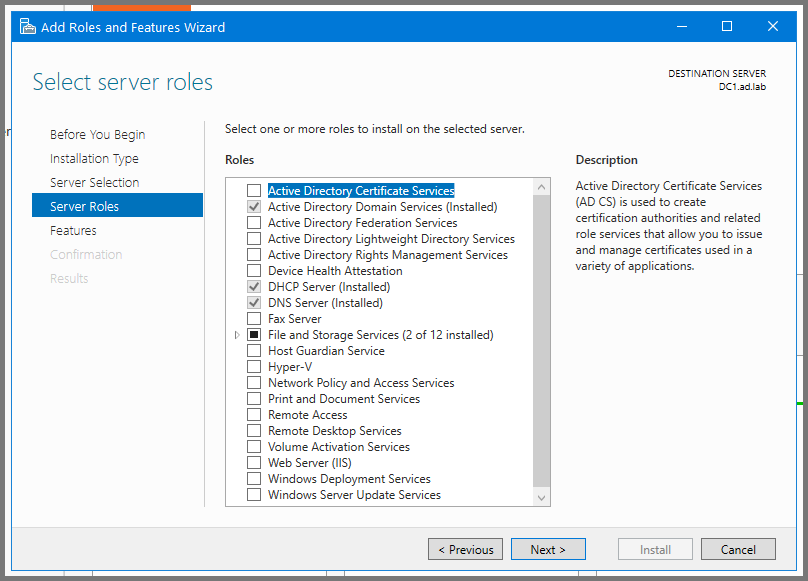 Add Roles and Features Wizard
Select server roles
DESTINATION SERVER
DC1.ad.lab
Before You Begin
Installation Type
Server Selection
Server Roles
Features
Confirmation
Results
Select one or more roles to install on the selected server.
Roles
Active Directory Certificate Services
Active Directory Domain Services (Installed)
Active Directory Federation Services
Active Directory Lightweight Directory Services
Active Directory Rights Management Services
Device Health Attestation
DHCP Server (Installed)
DNS Server (Installed)
Fax Server
File and Storage Services (2 of 12 installed)
Host Guardian Service
Hyper-V
Network Policy and Access Services
Print and Document Services
Remote Access
Remote Desktop Services
Volume Activation Services
Web Server (IIS)
Windows Deployment Services
Windows Server Update Services
Description
Active Directory Certificate Services
(AD CS) is used to create
certification authorities and related
role services that allow you to issue
and manage certificates used in a
variety of applications.
< Previous
Next >
Install
Cancel